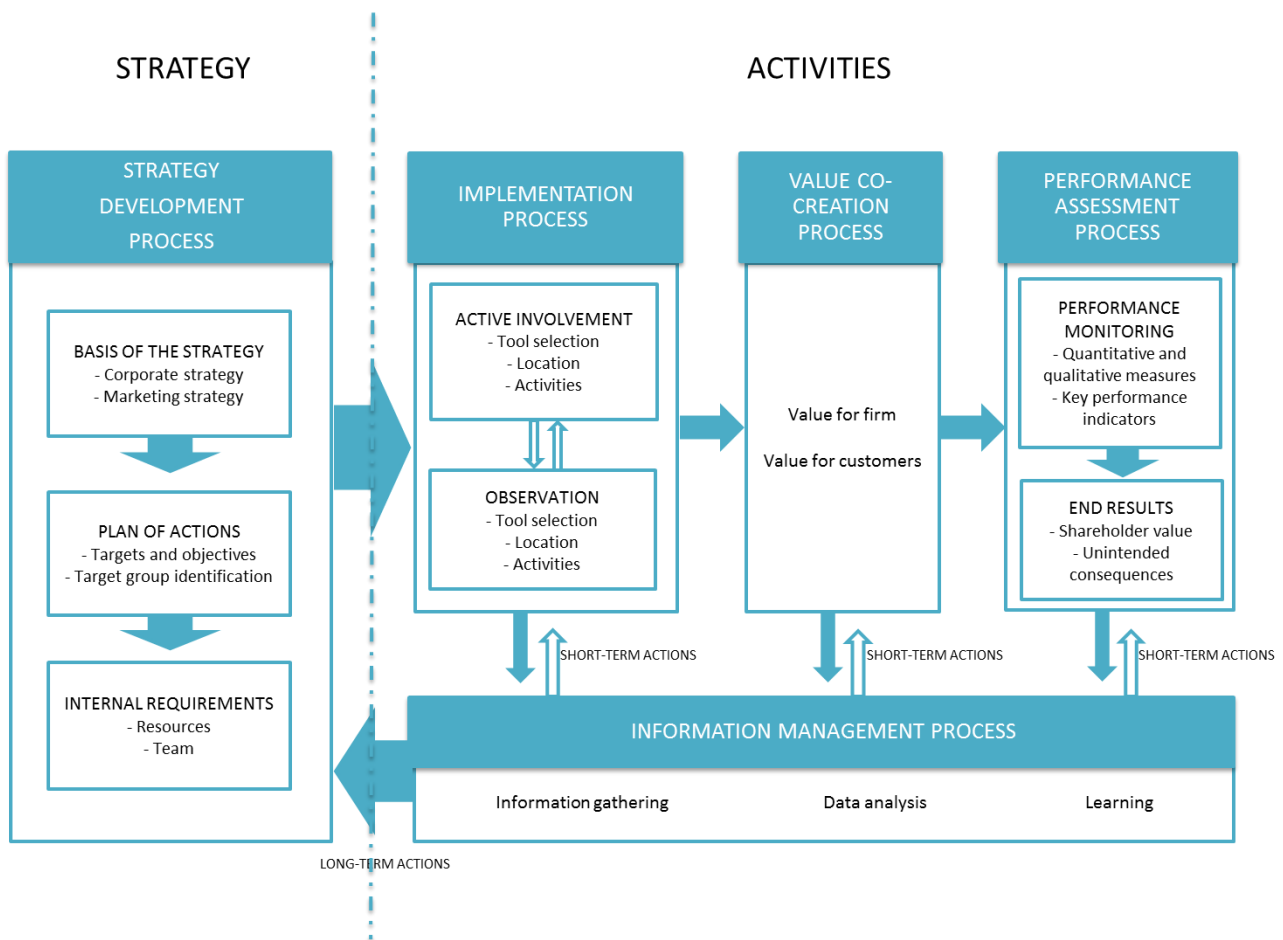 STRATEGY
ACTIVITIES
STRATEGY
DEVELOPMENT
PROCESS
BASIS OF THE STRATEGY
- Corporate strategy
- Marketing strategy
PLAN OF ACTIONS
- Targets and objectives
- Target group identification
INTERNAL REQUIREMENTS
- Resources
- Team
IMPLEMENTATION
PROCESS
ACTIVE INVOLVEMENT
- Tool selection
- Location
- Activities
OBSERVATION
- Tool selection
- Location
- Activities
VALUE CO-
CREATION
PROCESS
Value for firm
Value for customers
PERFORMANCE
ASSESSMENT
PROCESS
PERFORMANCE
MONITORING
- Quantitative and
qualitative measures
- Key performance
indicators
END RESULTS
- Shareholder value
- Unintended
consequences
SHORT-TERM ACTIONS
SHORT-TERM ACTIONS
SHORT-TERM ACTIONS
INFORMATION MANAGEMENT PROCESS
Information gathering
Data analysis
Learning
LONG-TERM ACTIONS